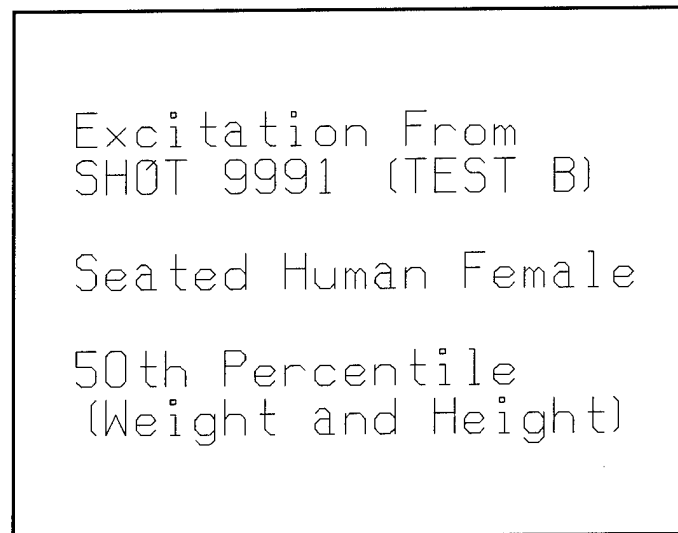 Excitation From
SHØT 9991 (TEST B)
Seated Human Female
50th Percentile
(Weight and Height)